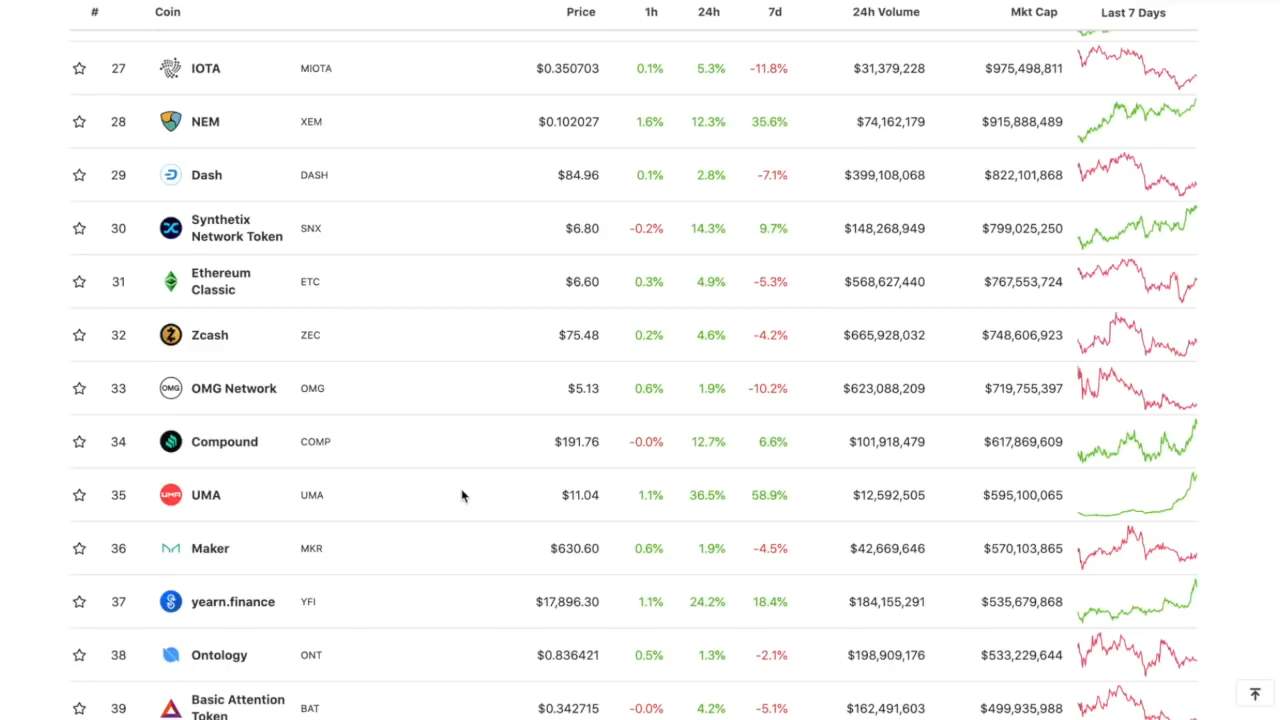 # Coin Price 1h 24h 7d 24h Volume Mkt Cap Last 7 Days
27 IOTA MIOTA $0.350703 0.1% 5.3% -11.8% $31,379,228 $975,498,811
28 NEM XEM $0.102027 1.6% 12.3% 35.6% $74,162,179 $915,888,489
29 Dash DASH $84.96 0.1% 2.8% -7.1% $399,108,068 $822,101,868
30 Synthetix Network Token SNX $6.80 -0.2% 14.3% 9.7% $148,268,949 $799,025,250
31 Ethereum Classic ETC $6.60 0.3% 4.9% -5.3% $568,627,440 $767,553,724
32 Zcash ZEC $75.48 0.2% 4.6% -4.2% $665,928,032 $748,606,923
33 OMG OMG Network OMG $5.13 0.6% 1.9% -10.2% $623,088,209 $719,755,397
34 Compound COMP $191.76 -0.0% 12.7% 6.6% $101,918,479 $617,869,609
35 UMA UMA UMA $11.04 1.1% 36.5% 58.9% $12,592,505 $595,100,065
36 Maker MKR $630.60 0.6% 1.9% -4.5% $42,669,646 $570,103,865
37 yearn.finance YFI $17,896.30 1.1% 24.2% 18.4% $184,155,291 $535,679,868
38 Ontology ONT $0.836421 0.5% 1.3% -2.1% $198,909,176 $533,229,644
39 Basic Attention Token BAT $0.342715 -0.0% 4.2% -5.1% $162,491,603 $499,935,988